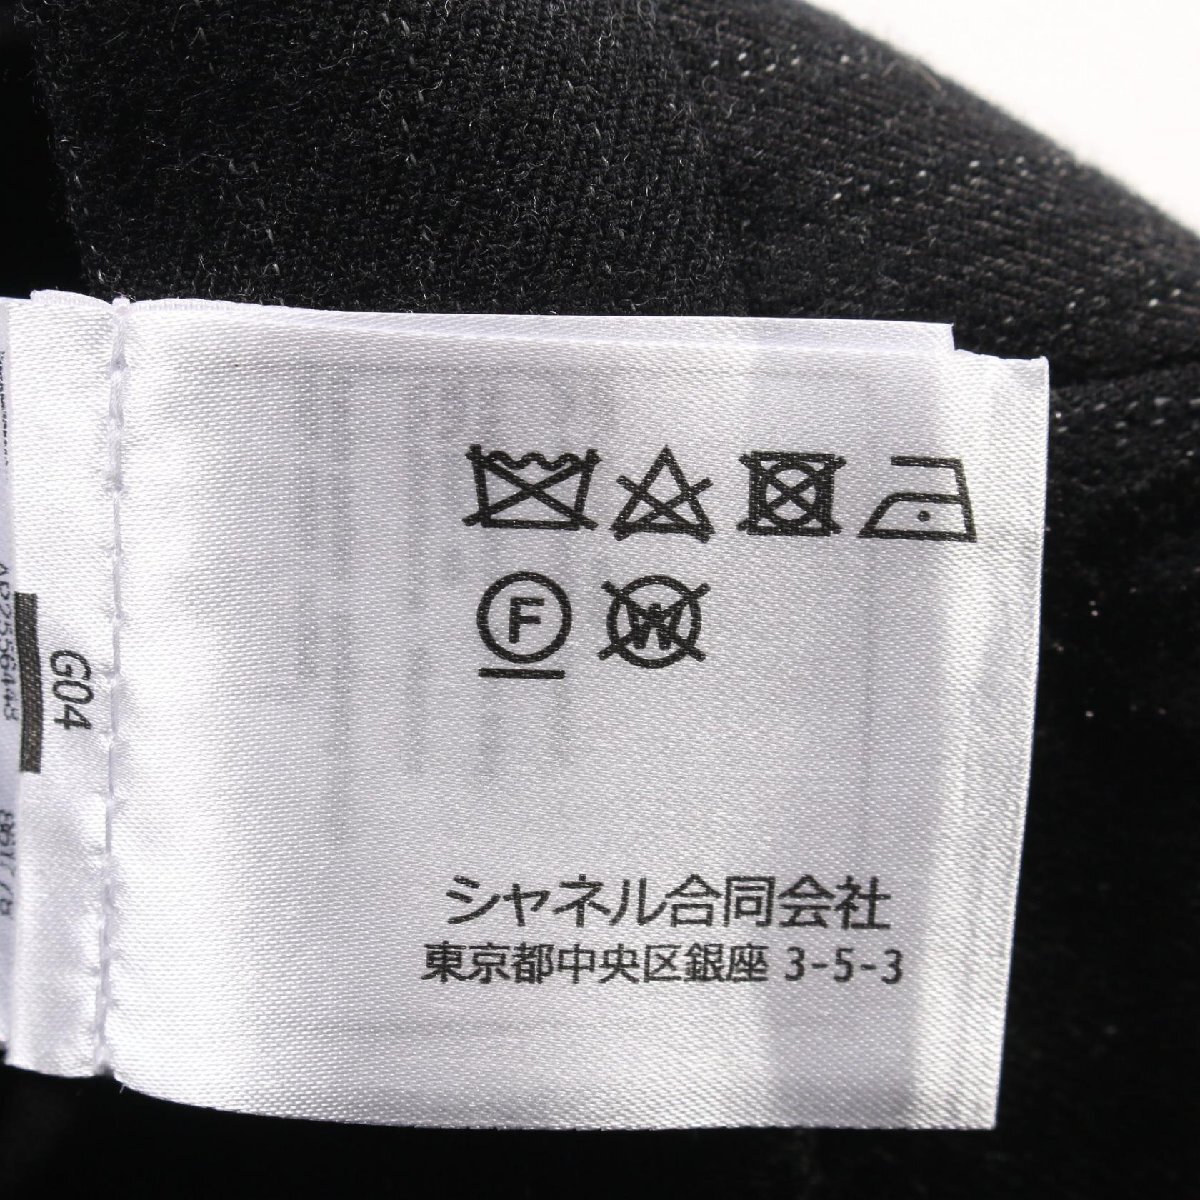 F W
シャネル合同会社
東京都中央区銀座 3-5-3
G04